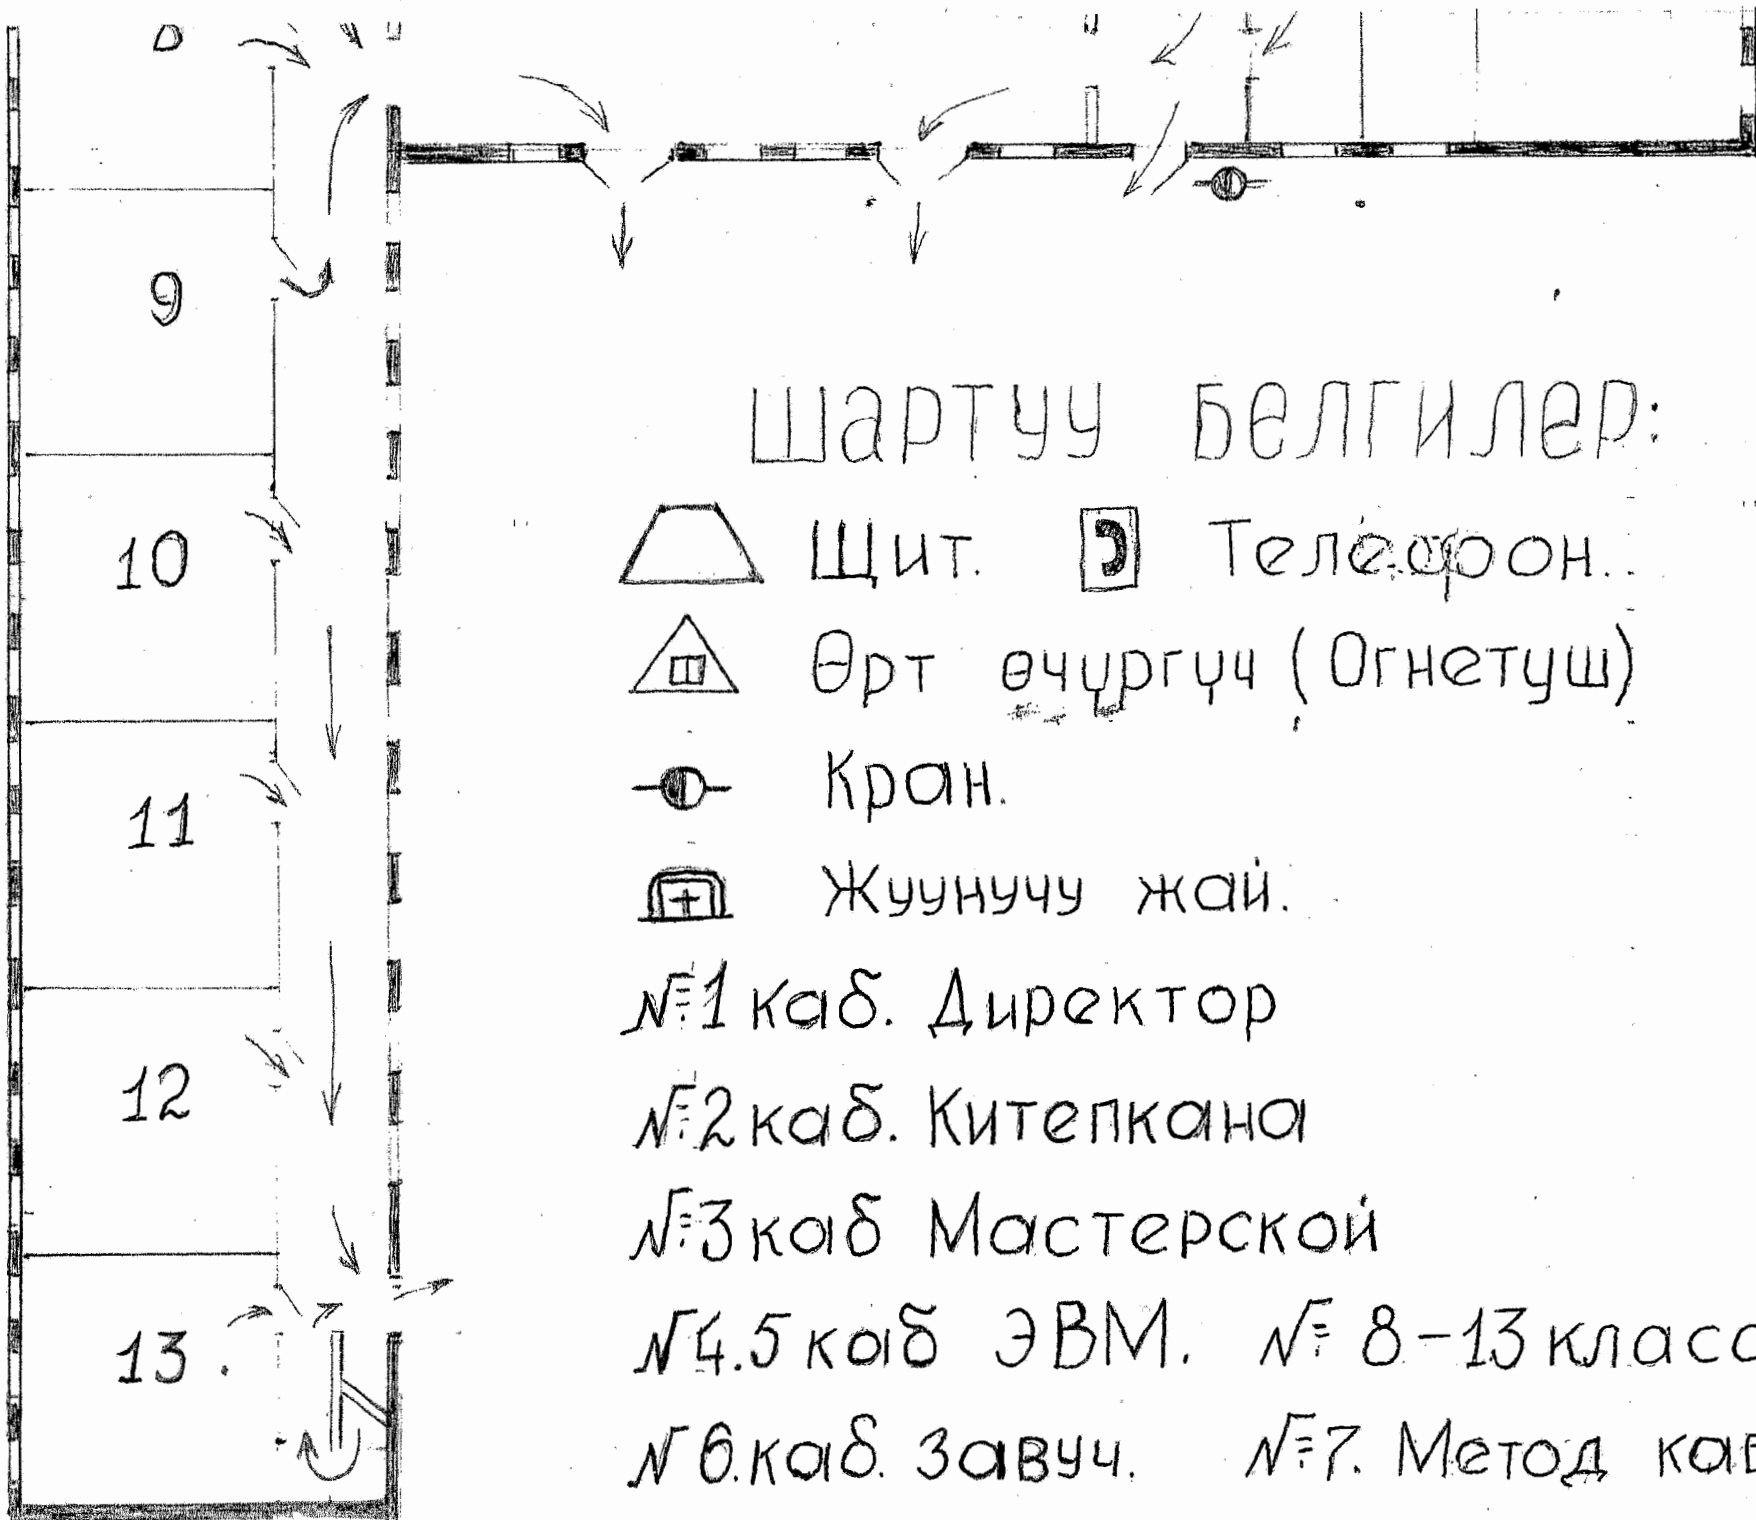 9
10
11
12
13.
Шартуу белгилер:
Щит. Телефон.
Өрт өчүргүч (Огнетуш)
Кран.
Жуунучу жай.
№1 каб. Директор
№2 каб. Китепкана
№3 каб Мастерской
№4.5 каб ЭВМ. № 8-13 класс
№6. каб. Завуч. №7. Метод каб